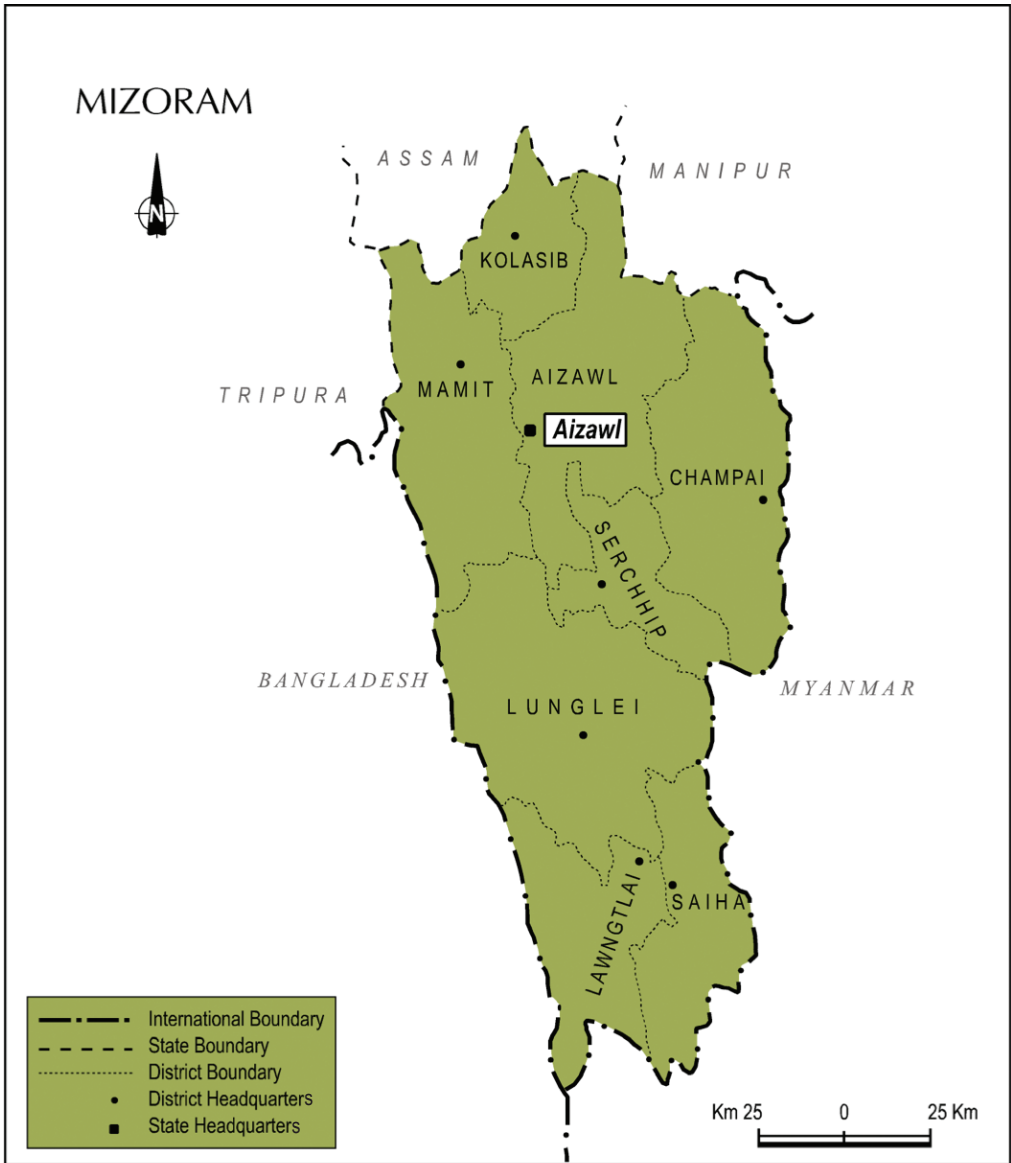 MIZORAM
N
ASSAM
MANIPUR
KOLASIB
TRIPURA
MAMIT
AIZAWL
Aizawl
CHAMPAI
SERCHHIP
BANGLADESH
MYANMAR
LUNGLEI
LAWNGTLAI
SAIHA
International Boundary
State Boundary
District Boundary
District Headquarters
State Headquarters
Km 25 0 25 Km